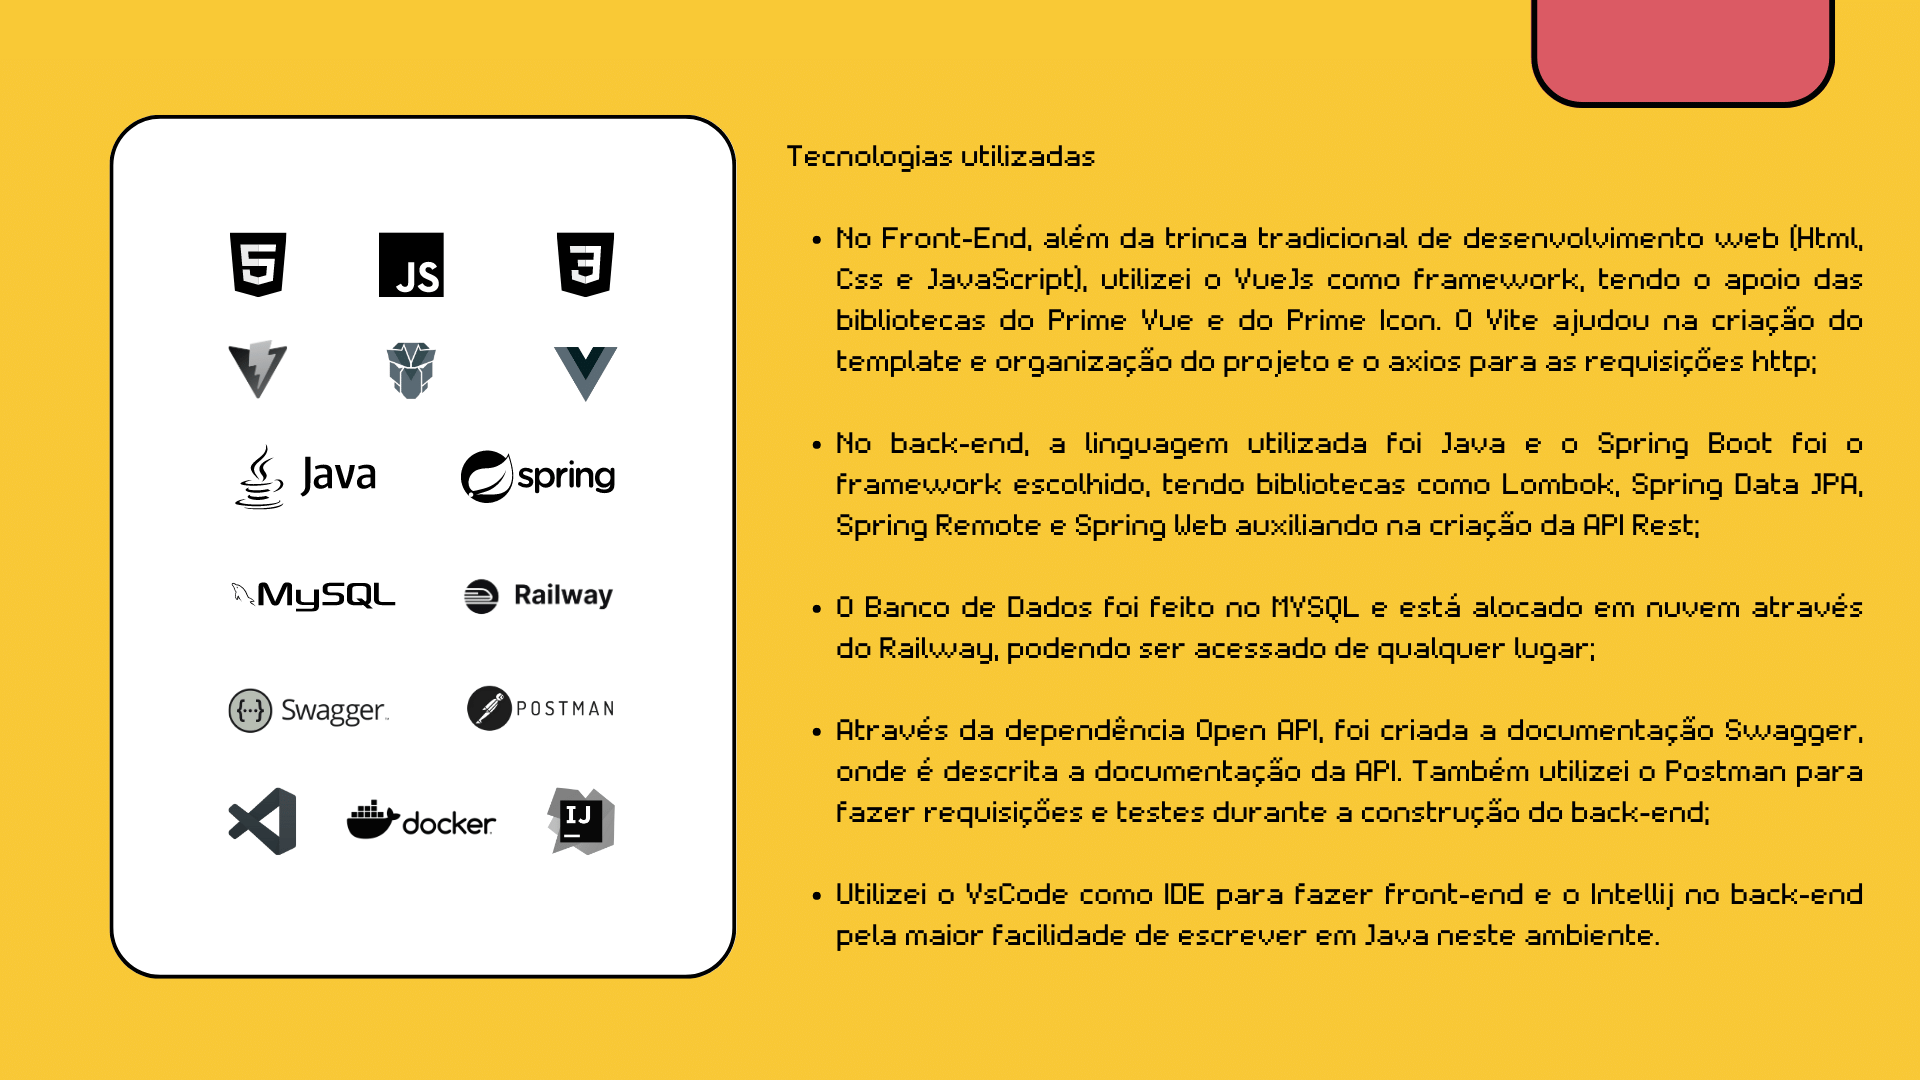 5
JS
3
Java
spring
MySQL
Railway
{···} Swagger™
POSTMAN
docker
IJ
Tecnologias utilizadas
• No Front-End, além da trinca tradicional de desenvolvimento web (Html,
Css e JavaScript), utilizei o VueJs como framework, tendo o apoio das
bibliotecas do Prime Vue e do Prime Icon. O Vite ajudou na criação do
template e organização do projeto e o axios para as requisições http;
• No back-end, a linguagem utilizada foi Java e o Spring Boot foi o
framework escolhido, tendo bibliotecas como Lombok, Spring Data JPA,
Spring Remote e Spring Web auxiliando na criação da API Rest;
• O Banco de Dados foi feito no MYSQL e está alocado em nuvem através
do Railway, podendo ser acessado de qualquer lugar;
• Através da dependência Open API, foi criada a documentação Swagger,
onde é descrita a documentação da API. Também utilizei o Postman para
fazer requisições e testes durante a construção do back-end;
• Utilizei o VsCode como IDE para fazer front-end e o Intellij no back-end
pela maior facilidade de escrever em Java neste ambiente.